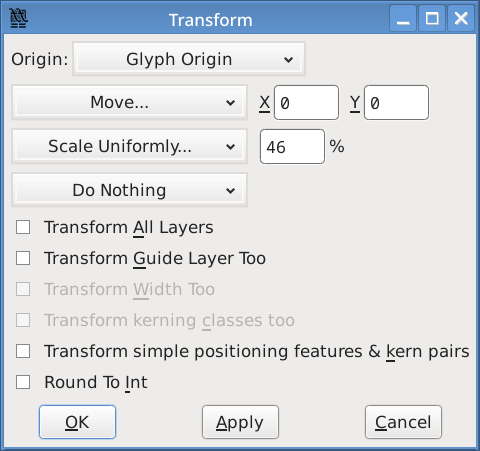 Transform
Origin: Glyph Origin
Move... X 0 Y 0
Scale Uniformly... 46 %
Do Nothing
Transform All Layers
Transform Guide Layer Too
Transform Width Too
Transform kerning classes too
Transform simple positioning features & kern pairs
Round To Int
OK Apply Cancel